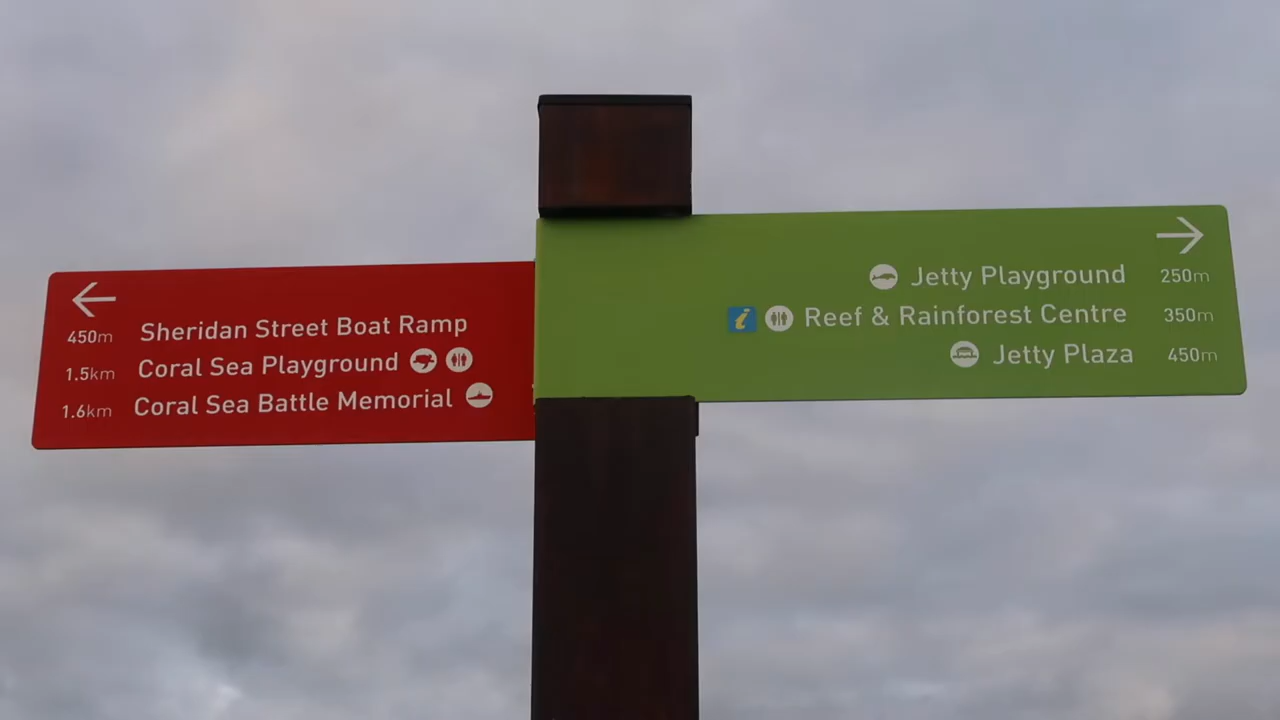 450m Sheridan Street Boat Ramp
1.5km Coral Sea Playground
1.6km Coral Sea Battle Memorial
Jetty Playground 250m
i Reef & Rainforest Centre 350m
Jetty Plaza 450m